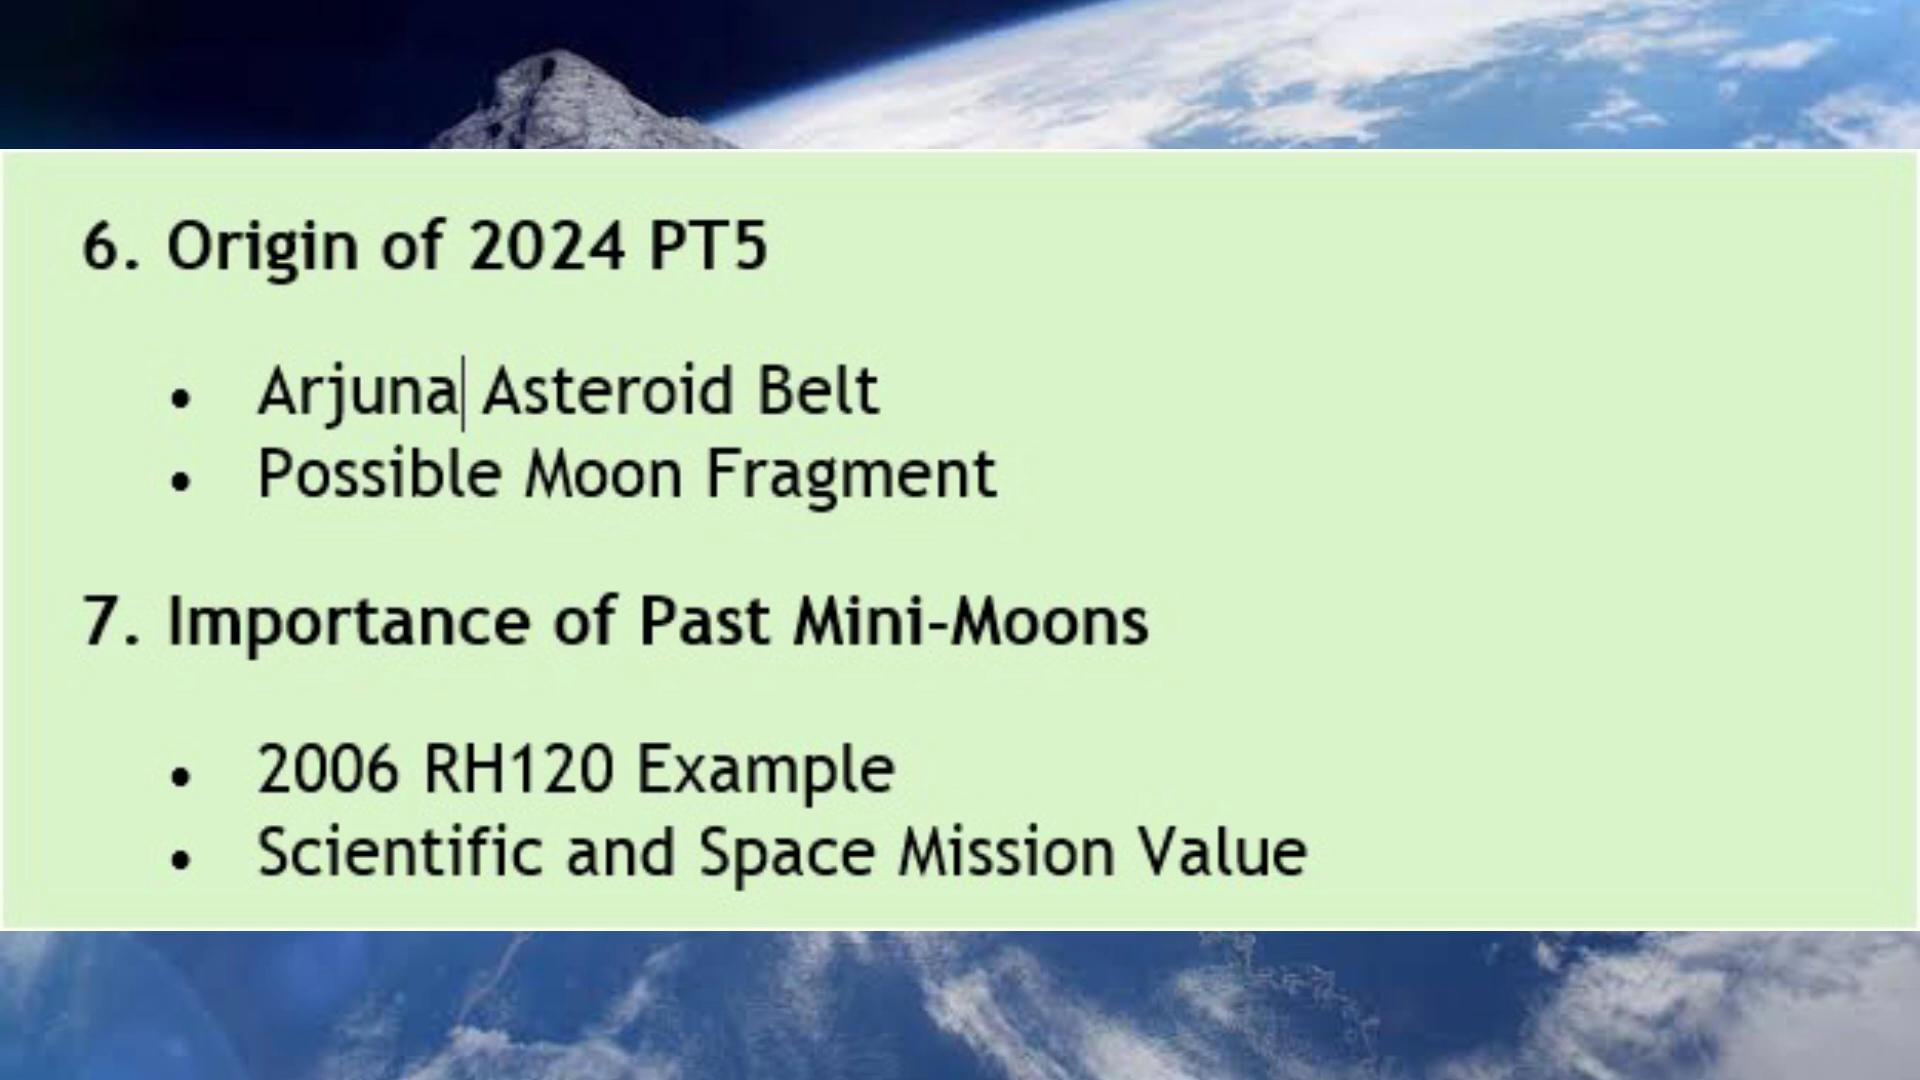 6. Origin of 2024 PT5
• Arjuna Asteroid Belt
• Possible Moon Fragment
7. Importance of Past Mini-Moons
• 2006 RH120 Example
• Scientific and Space Mission Value